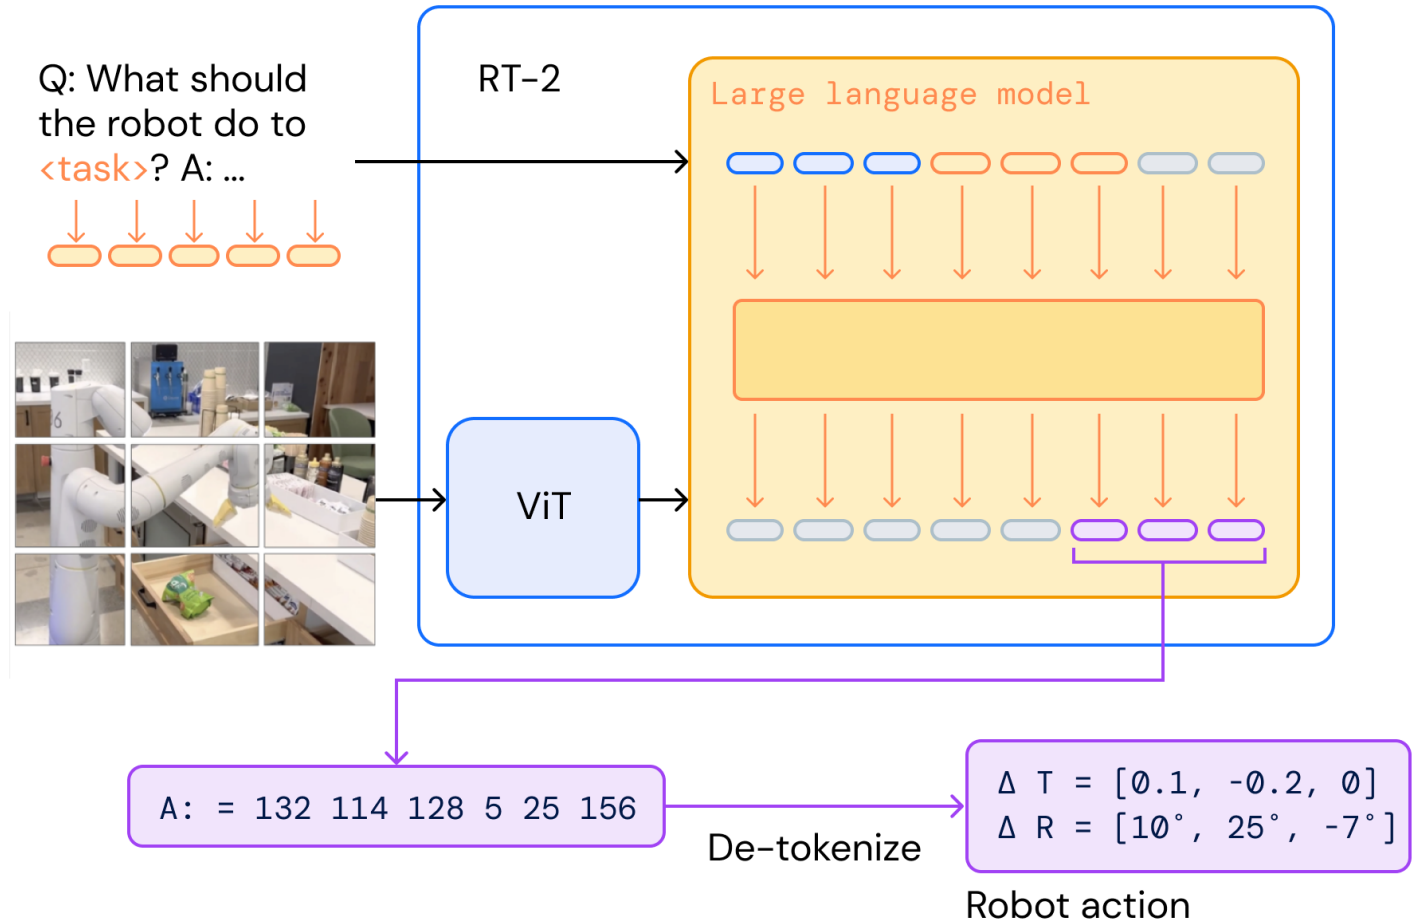 Q: What should
the robot do to
<task>? A: ...
RT-2
Large language model
ViT
A: = 132 114 128 5 25 156
De-tokenize
Δ T = [0.1, -0.2, 0]
Δ R = [10°, 25°, -7°]
Robot action